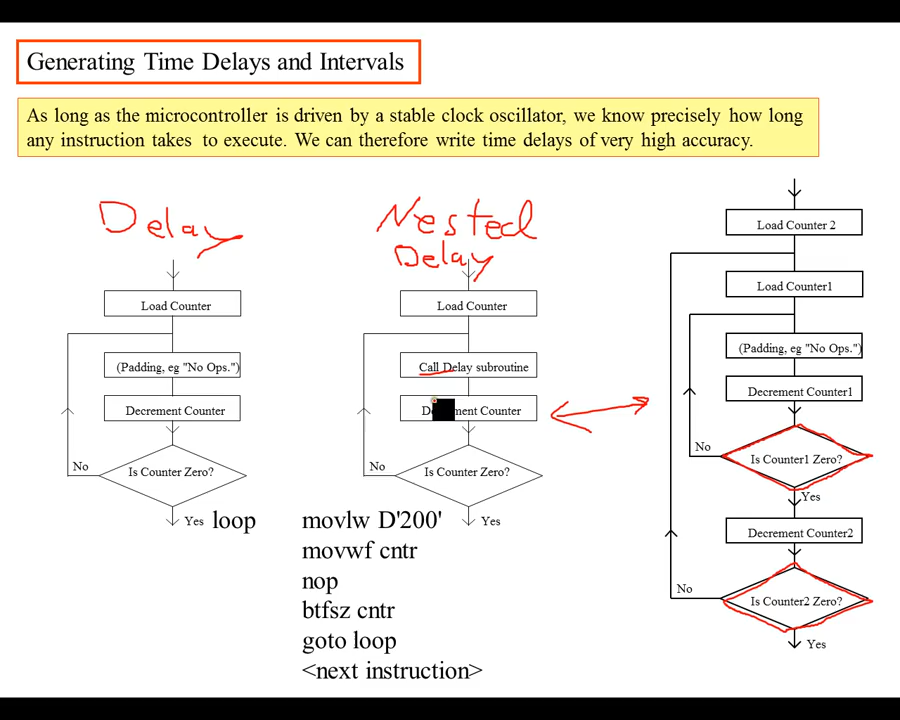 Generating Time Delays and Intervals
As long as the microcontroller is driven by a stable clock oscillator, we know precisely how long
any instruction takes to execute. We can therefore write time delays of very high accuracy.
Delay
Load Counter
(Padding, eg "No Ops.")
Decrement Counter
Is Counter Zero?
No
Yes
loop
Nested
Delay
Load Counter
Call Delay subroutine
ment Counter
Is Counter Zero?
No
Yes
movlw D'200'
movwf cntr
nop
btfsz cntr
goto loop
<next instruction>
Load Counter 2
Load Counter1
(Padding, eg "No Ops.")
Decrement Counter1
Is Counter1 Zero?
No
Yes
Decrement Counter2
Is Counter2 Zero?
No
Yes